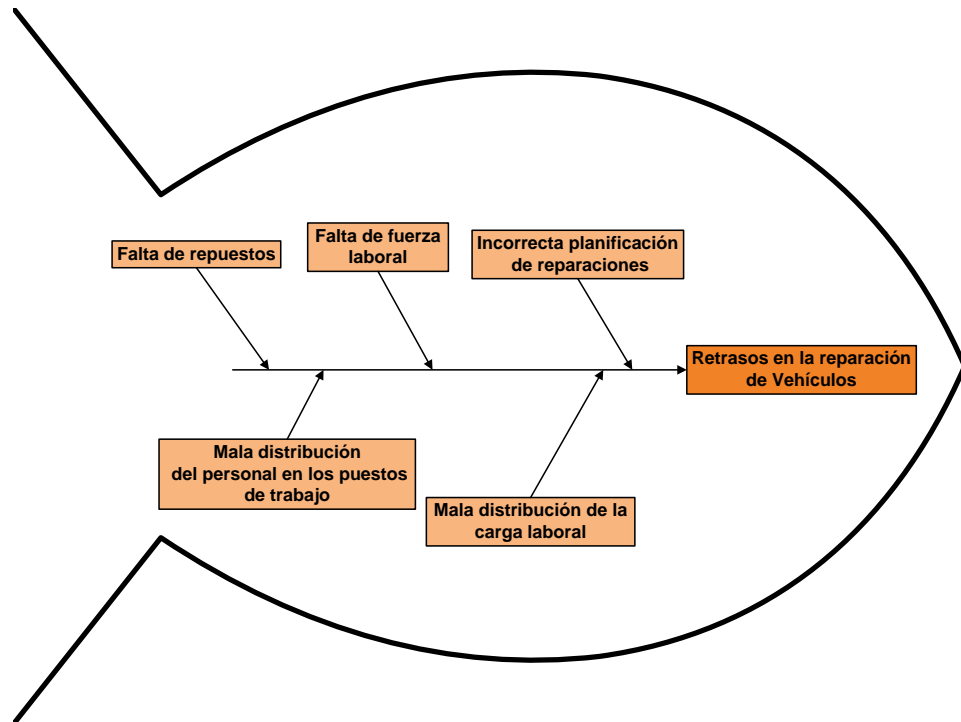 Falta de repuestos
Falta de fuerza
laboral
Incorrecta planificación
de reparaciones
Retrasos en la reparación
de Vehículos
Mala distribución
del personal en los puestos
de trabajo
Mala distribución de la
carga laboral